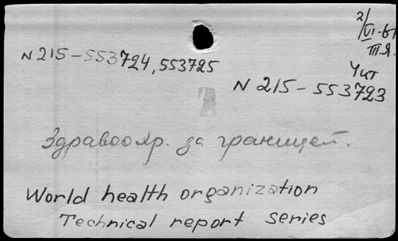 2/VI-61
т.я.
N 215-553724, 553725
Чит
N 215-553723
Здравоохр. за границей.
World health organization
Technical report series